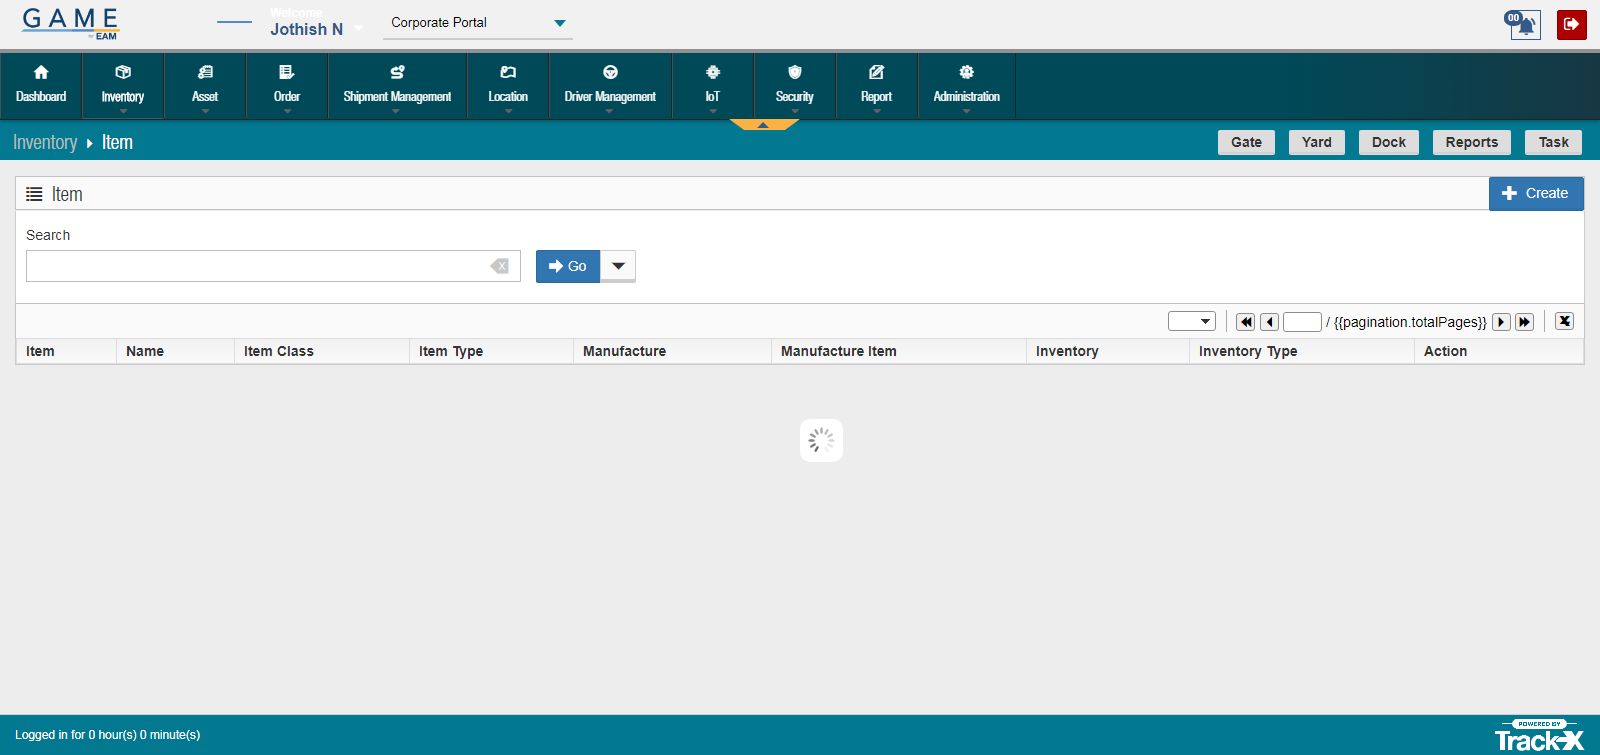 GAME
EAM
Welcome
Jothish N
Corporate Portal
00
Dashboard
Inventory
Asset
Order
Shipment Management
Location
Driver Management
IoT
Security
Report
Administration
Inventory Item
Gate
Yard
Dock
Reports
Task
Item
Create
Search
Go
/ {{pagination.totalPages}}
Item
Name
Item Class
Item Type
Manufacture
Manufacture Item
Inventory
Inventory Type
Action
Logged in for 0 hour(s) 0 minute(s)
POWERED BY
Track-X